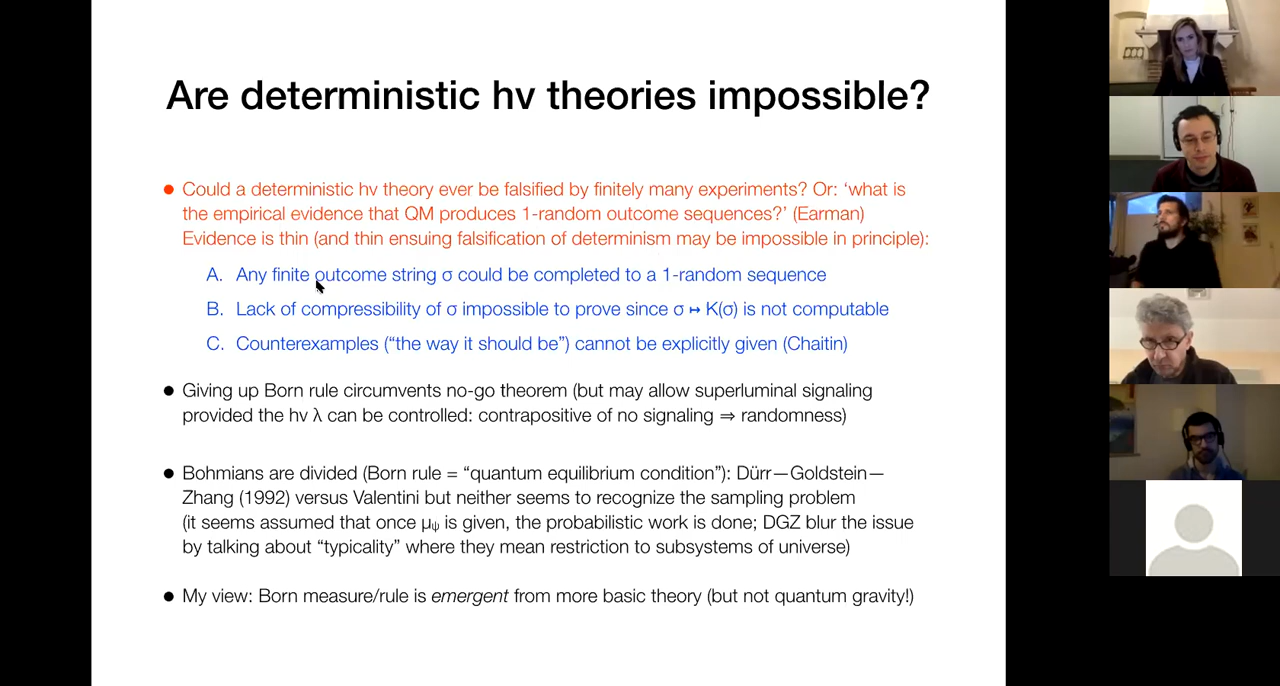 Are deterministic hv theories impossible?
● Could a deterministic hv theory ever be falsified by finitely many experiments? Or: ‘what is
the empirical evidence that QM produces 1-random outcome sequences?’ (Earman)
Evidence is thin (and thin ensuing falsification of determinism may be impossible in principle):
A. Any finite outcome string σ could be completed to a 1-random sequence
B. Lack of compressibility of σ impossible to prove since σ ↦ K(σ) is not computable
C. Counterexamples (“the way it should be”) cannot be explicitly given (Chaitin)
● Giving up Born rule circumvents no-go theorem (but may allow superluminal signaling
provided the hv λ can be controlled: contrapositive of no signaling ⇒ randomness)
● Bohmians are divided (Born rule = “quantum equilibrium condition”): Dürr—Goldstein—
Zhang (1992) versus Valentini but neither seems to recognize the sampling problem
(it seems assumed that once μψ is given, the probabilistic work is done; DGZ blur the issue
by talking about “typicality” where they mean restriction to subsystems of universe)
● My view: Born measure/rule is emergent from more basic theory (but not quantum gravity!)